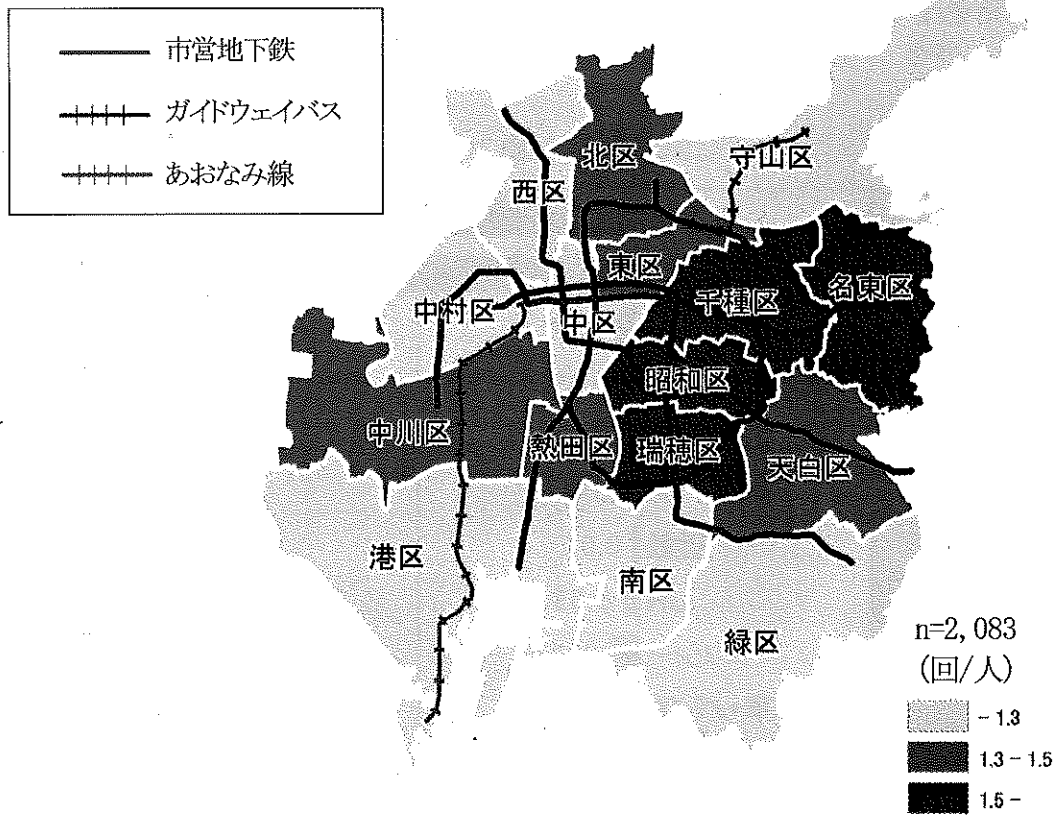 市営地下鉄
ガイドウェイバス
あおなみ線
北区
守山区
西区
東区
千種区
名東区
中村区
中区
昭和区
中川区
熱田区
瑞穂区
天白区
港区
南区
緑区
n=2,083
(回/人)
- 1.3
1.3 - 1.5
1.5 -